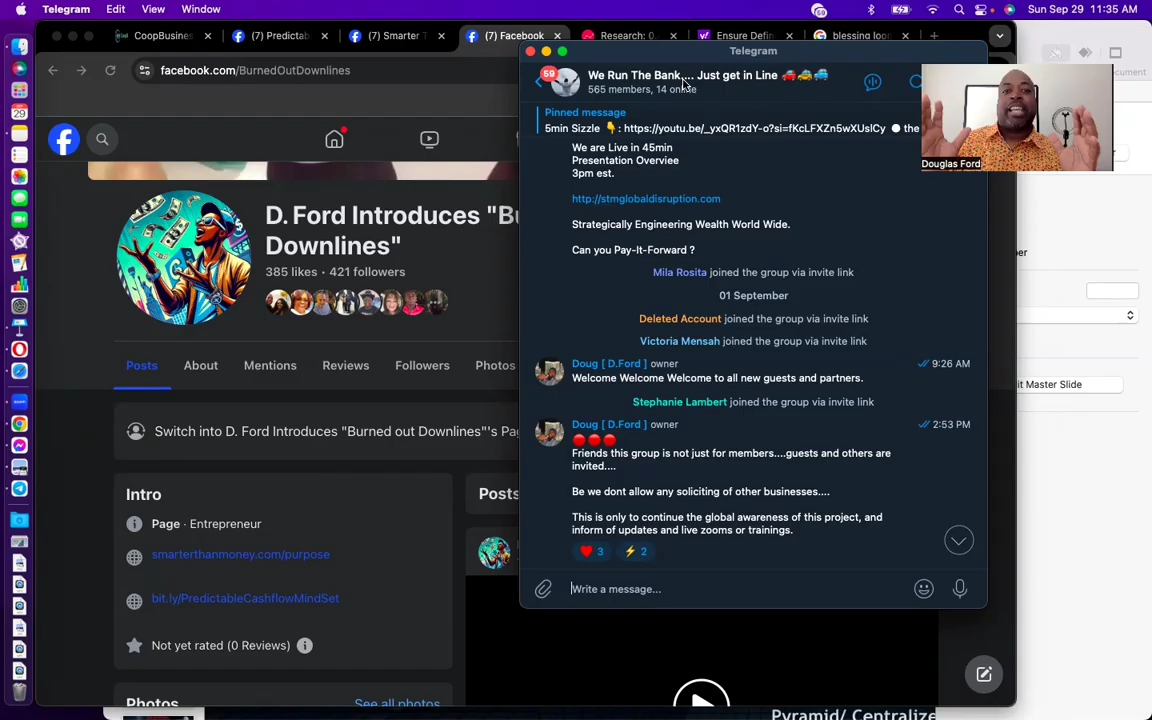 Telegram Edit View Window
59
Sun Sep 29 11:35 AM
CoopBusines
(7) Predictab
(7) Smarter T
(7) Facebook
Research: 0.
Ensure Defin
blessing loo
facebook.com/BurnedOutDownlines
D. Ford Introduces "Bu
Downlines"
385 likes • 421 followers
Posts About Mentions Reviews Followers Photos
Switch into D. Ford Introduces "Burned out Downlines"'s Pag
Intro
Page · Entrepreneur
smarterthanmoney.com/purpose
bit.ly/PredictableCashflowMindSet
Not yet rated (0 Reviews)
Photos
See all photos
Posts
Pyramid/ Centralize
Telegram
59
We Run The Bank.... Just get in Line 🚗🚕🚙
565 members, 14 online
Pinned message
5min Sizzle 👇: https://youtu.be/_yxQR1zdY-o?si=fKcLFXZn5wXUslCy ● the
We are Live in 45min
Presentation Overviee
3pm est.
http://stmglobaldisruption.com
Strategically Engineering Wealth World Wide.
Can you Pay-It-Forward ?
Mila Rosita joined the group via invite link
01 September
Deleted Account joined the group via invite link
Victoria Mensah joined the group via invite link
Doug [ D.Ford ] owner
9:26 AM
Welcome Welcome Welcome to all new guests and partners.
Stephanie Lambert joined the group via invite link
Doug [ D.Ford ] owner
2:53 PM
🔴🔴🔴
Friends this group is not just for members....guests and others are
invited....
Be we dont allow any soliciting of other businesses....
This is only to continue the global awareness of this project, and
inform of updates and live zooms or trainings.
❤ 3 ⚡ 2
Write a message...
Douglas Ford
ocument
ber
it Master Slide